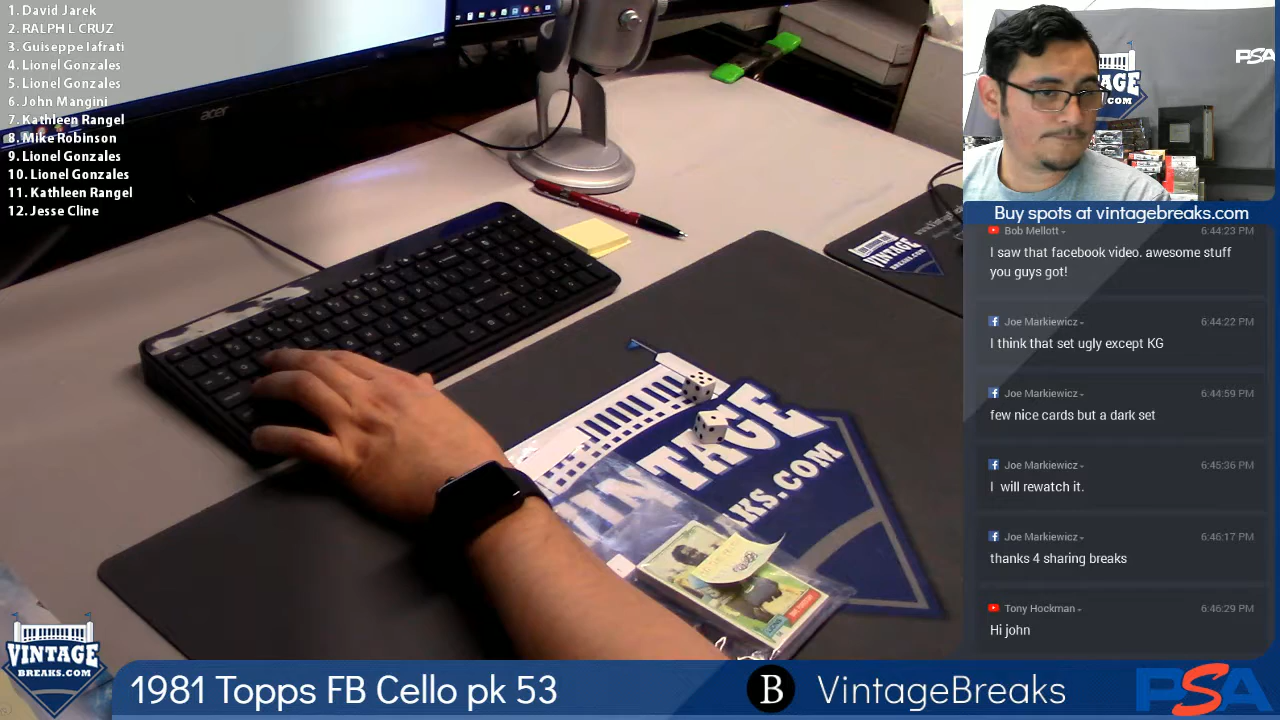 1. David Jarek
2. RALPH L CRUZ
3. Guiseppe Iafrati
4. Lionel Gonzales
5. Lionel Gonzales
6. John Mangini
7. Kathleen Rangel
8. Mike Robinson
9. Lionel Gonzales
10. Lionel Gonzales
11. Kathleen Rangel
12. Jesse Cline
acer
PSA
VINTAGE
S.COM
Buy spots at vintagebreaks.com
Bob Mellott 6:44:23 PM
I saw that facebook video. awesome stuff
you guys got!
Joe Markiewicz 6:44:22 PM
I think that set ugly except KG
Joe Markiewicz 6:44:59 PM
few nice cards but a dark set
Joe Markiewicz 6:45:36 PM
I will rewatch it.
Joe Markiewicz 6:46:17 PM
thanks 4 sharing breaks
Tony Hockman 6:46:29 PM
Hi john
VINTAGE
VINTAGE
KS.COM
LIONS
VINTAGE
BREAKS.COM
1981 Topps FB Cello pk 53
B VintageBreaks
PSA